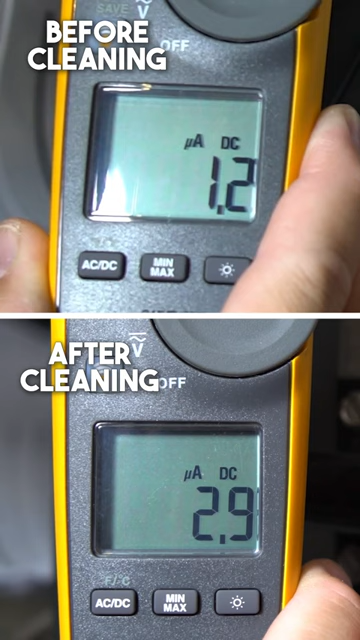 SAVE
V
BEFORE
CLEANING
OFF
µA DC
1.2
AC/DC
MIN
MAX
AFTER
CLEANING
V
OFF
µA DC
2.9
°F/°C
AC/DC
MIN
MAX